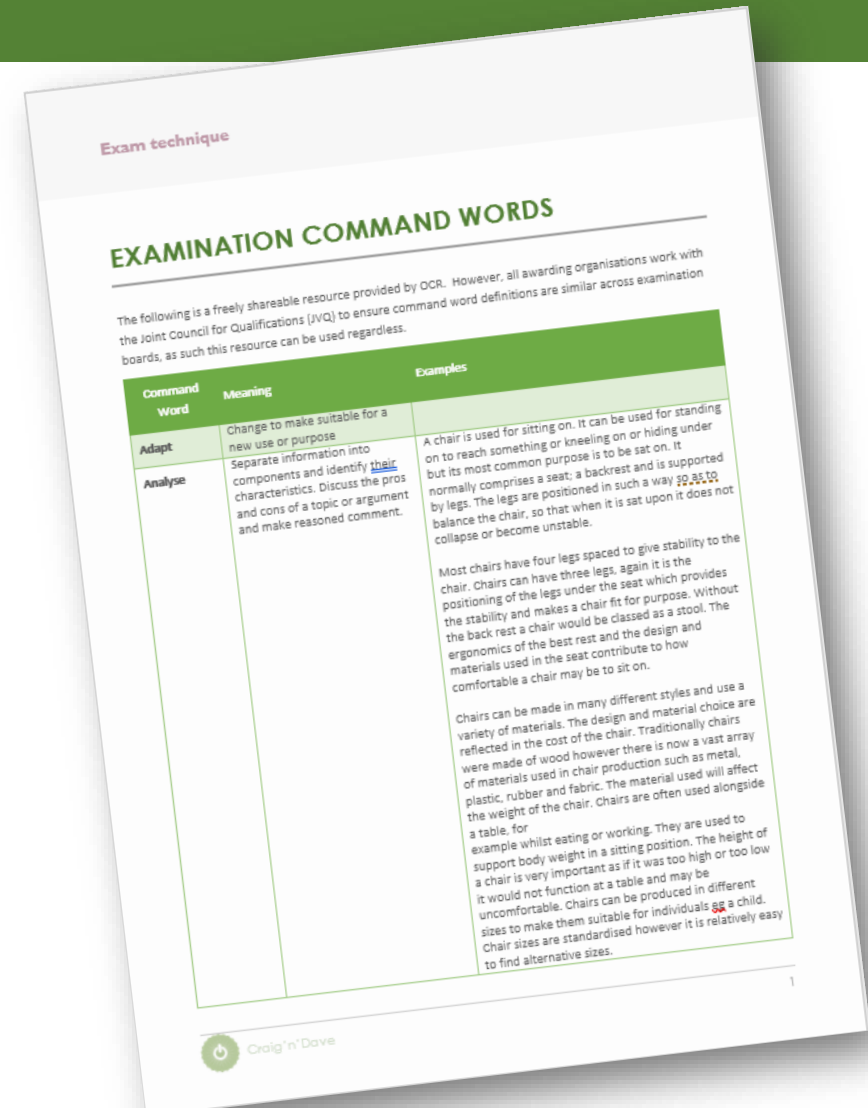 Exam technique
EXAMINATION COMMAND WORDS
The following is a freely shareable resource provided by OCR. However, all awarding organisations work with
the Joint Council for Qualifications (JVQ) to ensure command word definitions are similar across examination
boards, as such this resource can be used regardless.
Command
Word
Meaning
Examples
Adapt
Change to make suitable for a
new use or purpose
Analyse
Separate information into
components and identify their
characteristics. Discuss the pros
and cons of a topic or argument
and make reasoned comment.
A chair is used for sitting on. It can be used for standing
on to reach something or kneeling on or hiding under
but its most common purpose is to be sat on. It
normally comprises a seat; a backrest and is supported
by legs. The legs are positioned in such a way so as to
balance the chair, so that when it is sat upon it does not
collapse or become unstable.
Most chairs have four legs spaced to give stability to the
chair. Chairs can have three legs, again it is the
positioning of the legs under the seat which provides
the stability and makes a chair fit for purpose. Without
the back rest a chair would be classed as a stool. The
ergonomics of the best rest and the design and
materials used in the seat contribute to how
comfortable a chair may be to sit on.
Chairs can be made in many different styles and use a
variety of materials. The design and material choice are
reflected in the cost of the chair. Traditionally chairs
were made of wood however there is now a vast array
of materials used in chair production such as metal,
plastic, rubber and fabric. The material used will affect
the weight of the chair. Chairs are often used alongside
a table, for
example whilst eating or working. They are used to
support body weight in a sitting position. The height of
a chair is very important as if it was too high or too low
it would not function at a table and may be
uncomfortable. Chairs can be produced in different
sizes to make them suitable for individuals eg a child.
Chair sizes are standardised however it is relatively easy
to find alternative sizes.
1
Craig'n'Dave